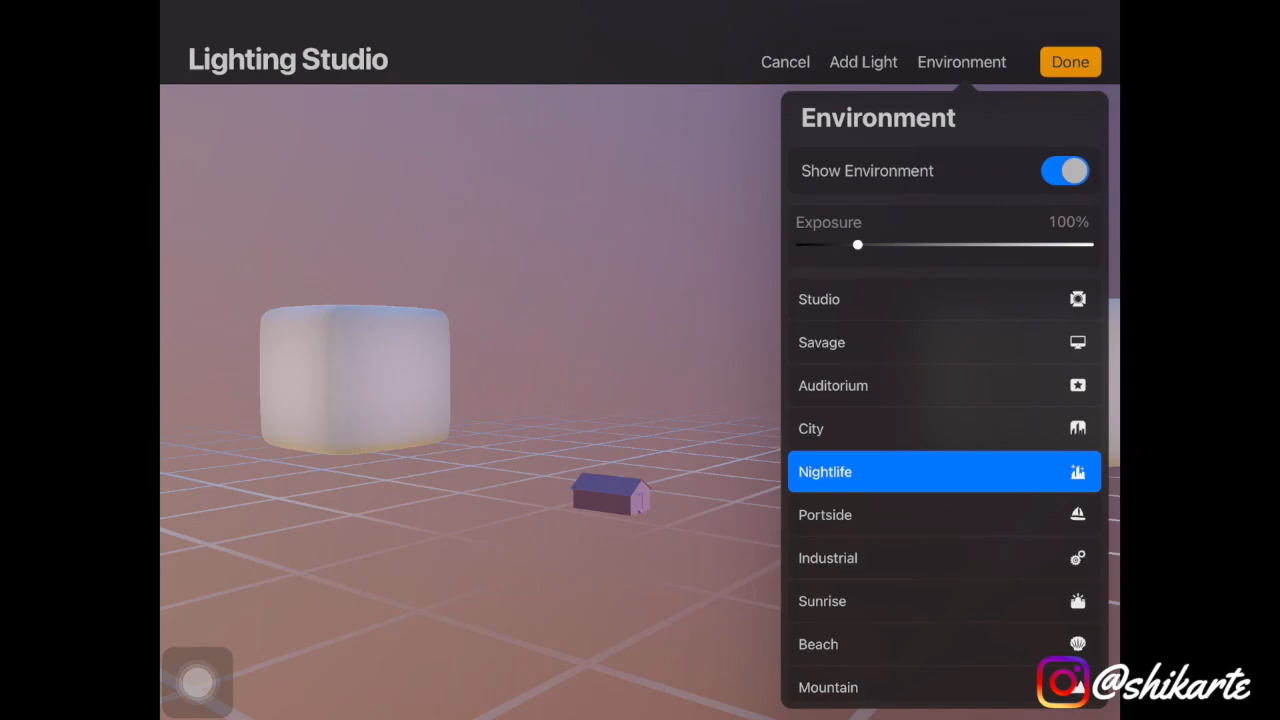 Lighting Studio
Cancel Add Light Environment Done
Environment
Show Environment
Exposure 100%
Studio
Savage
Auditorium
City
Nightlife
Portside
Industrial
Sunrise
Beach
Mountain
@shikarte